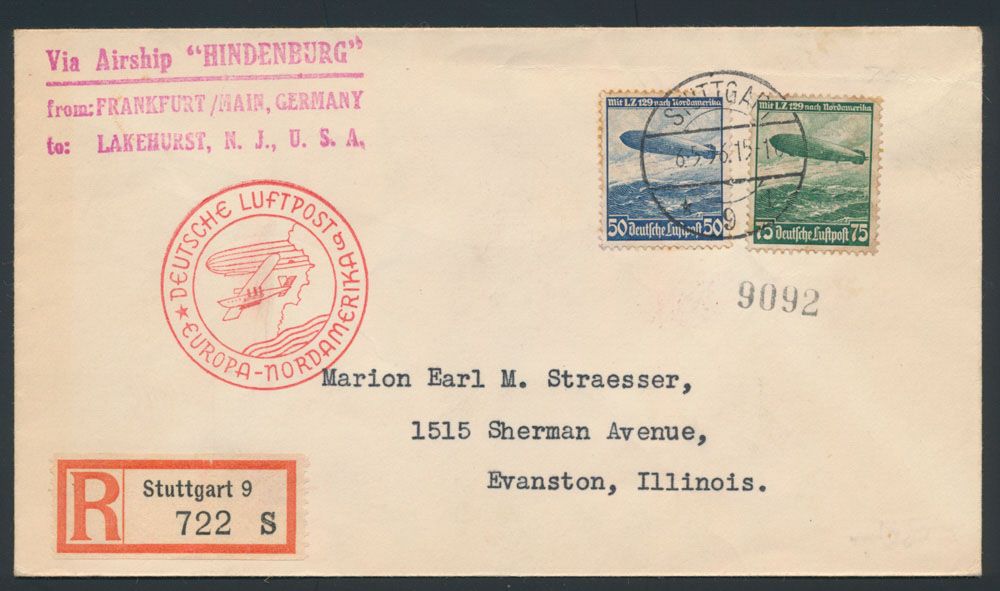 Via Airship "HINDENBURG"
from: FRANKFURT/MAIN, GERMANY
to: LAKEHURST, N. J., U. S. A.
Mit L.Z. 129 nach Nordamerika
50 Deutsche Luftpost 50
Mit L.Z. 129 nach Nordamerika
75 Deutsche Luftpost 75
STUTTGART
9
9092
DEUTSCHE LUFTPOST
EUROPA-NORDAMERIKA
Marion Earl M. Straesser,
1515 Sherman Avenue,
Evanston, Illinois.
R
Stuttgart 9
722 S